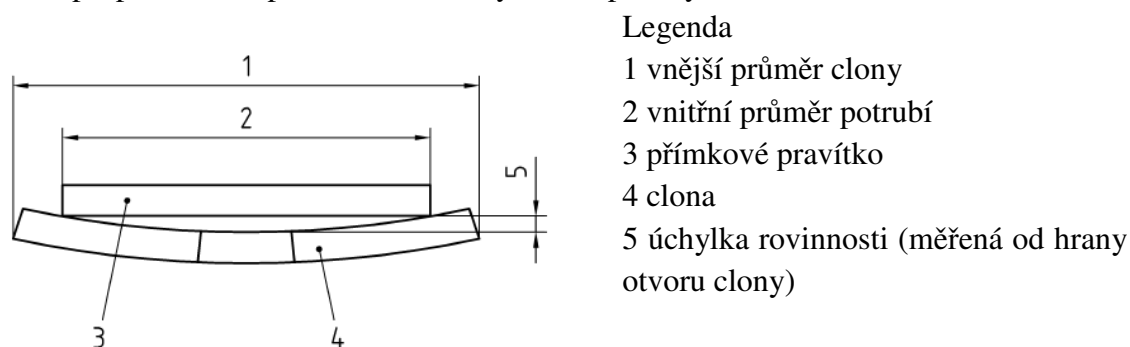 Legenda
1 vnější průměr clony
2 vnitřní průměr potrubí
3 přímkové pravítko
4 clona
5 úchylka rovinnosti (měřená od hrany
otvoru clony)
1
2
5
3
4